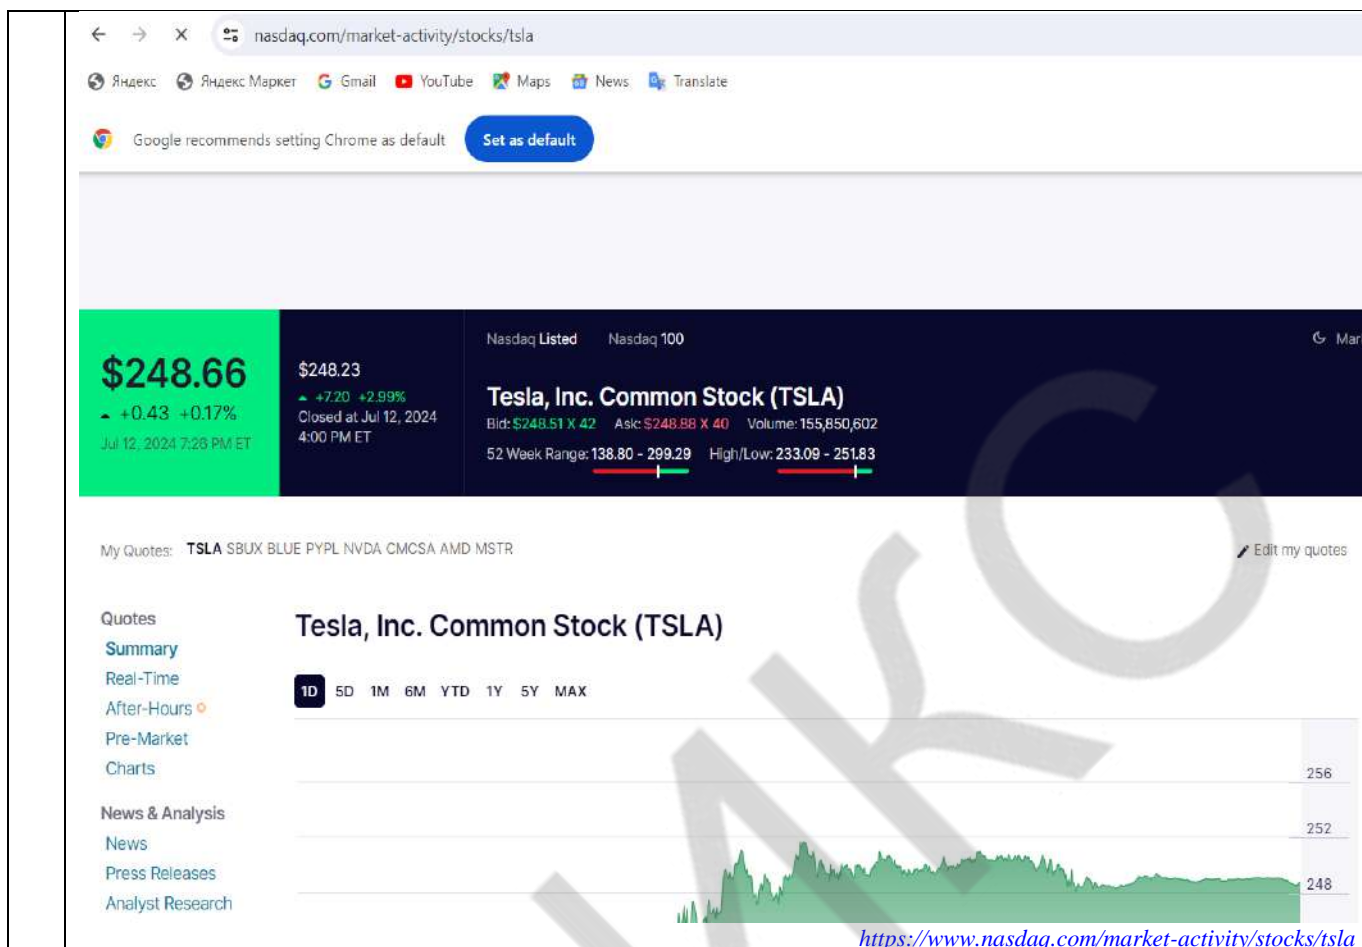 nasdaq.com/market-activity/stocks/tsla
Яндекс Яндекс Маркет Gmail YouTube Maps News Translate
Google recommends setting Chrome as default Set as default
Nasdaq Listed Nasdaq 100
$248.66
+0.43 +0.17%
Jul 12, 2024 7:26 PM ET
$248.23
+7.20 +2.99%
Closed at Jul 12, 2024
4:00 PM ET
Tesla, Inc. Common Stock (TSLA)
Bid: $248.51 X 42 Ask: $248.88 X 40 Volume: 155,850,602
52 Week Range: 138.80 - 299.29 High/Low: 233.09 - 251.83
My Quotes: TSLA SBUX BLUE PYPL NVDA CMCSA AMD MSTR
Edit my quotes
Quotes
Summary
Real-Time
After-Hours
Pre-Market
Charts
News & Analysis
News
Press Releases
Analyst Research
Tesla, Inc. Common Stock (TSLA)
1D 5D 1M 6M YTD 1Y 5Y MAX
256
252
248
МКС
https://www.nasdaq.com/market-activity/stocks/tsla